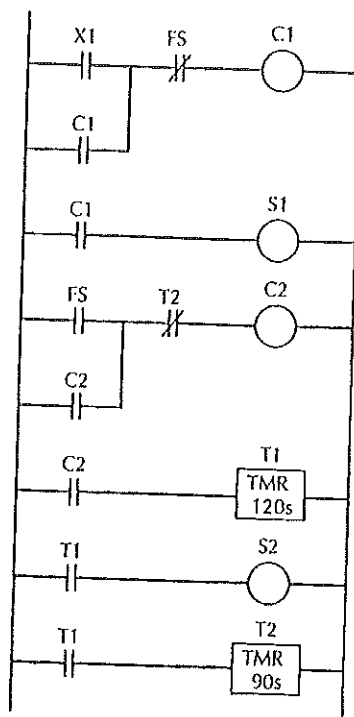 X1 FS C1
C1
C1 S1
FS T2 C2
C2
C2 T1
TMR
120s
T1 S2
T1 T2
TMR
90s